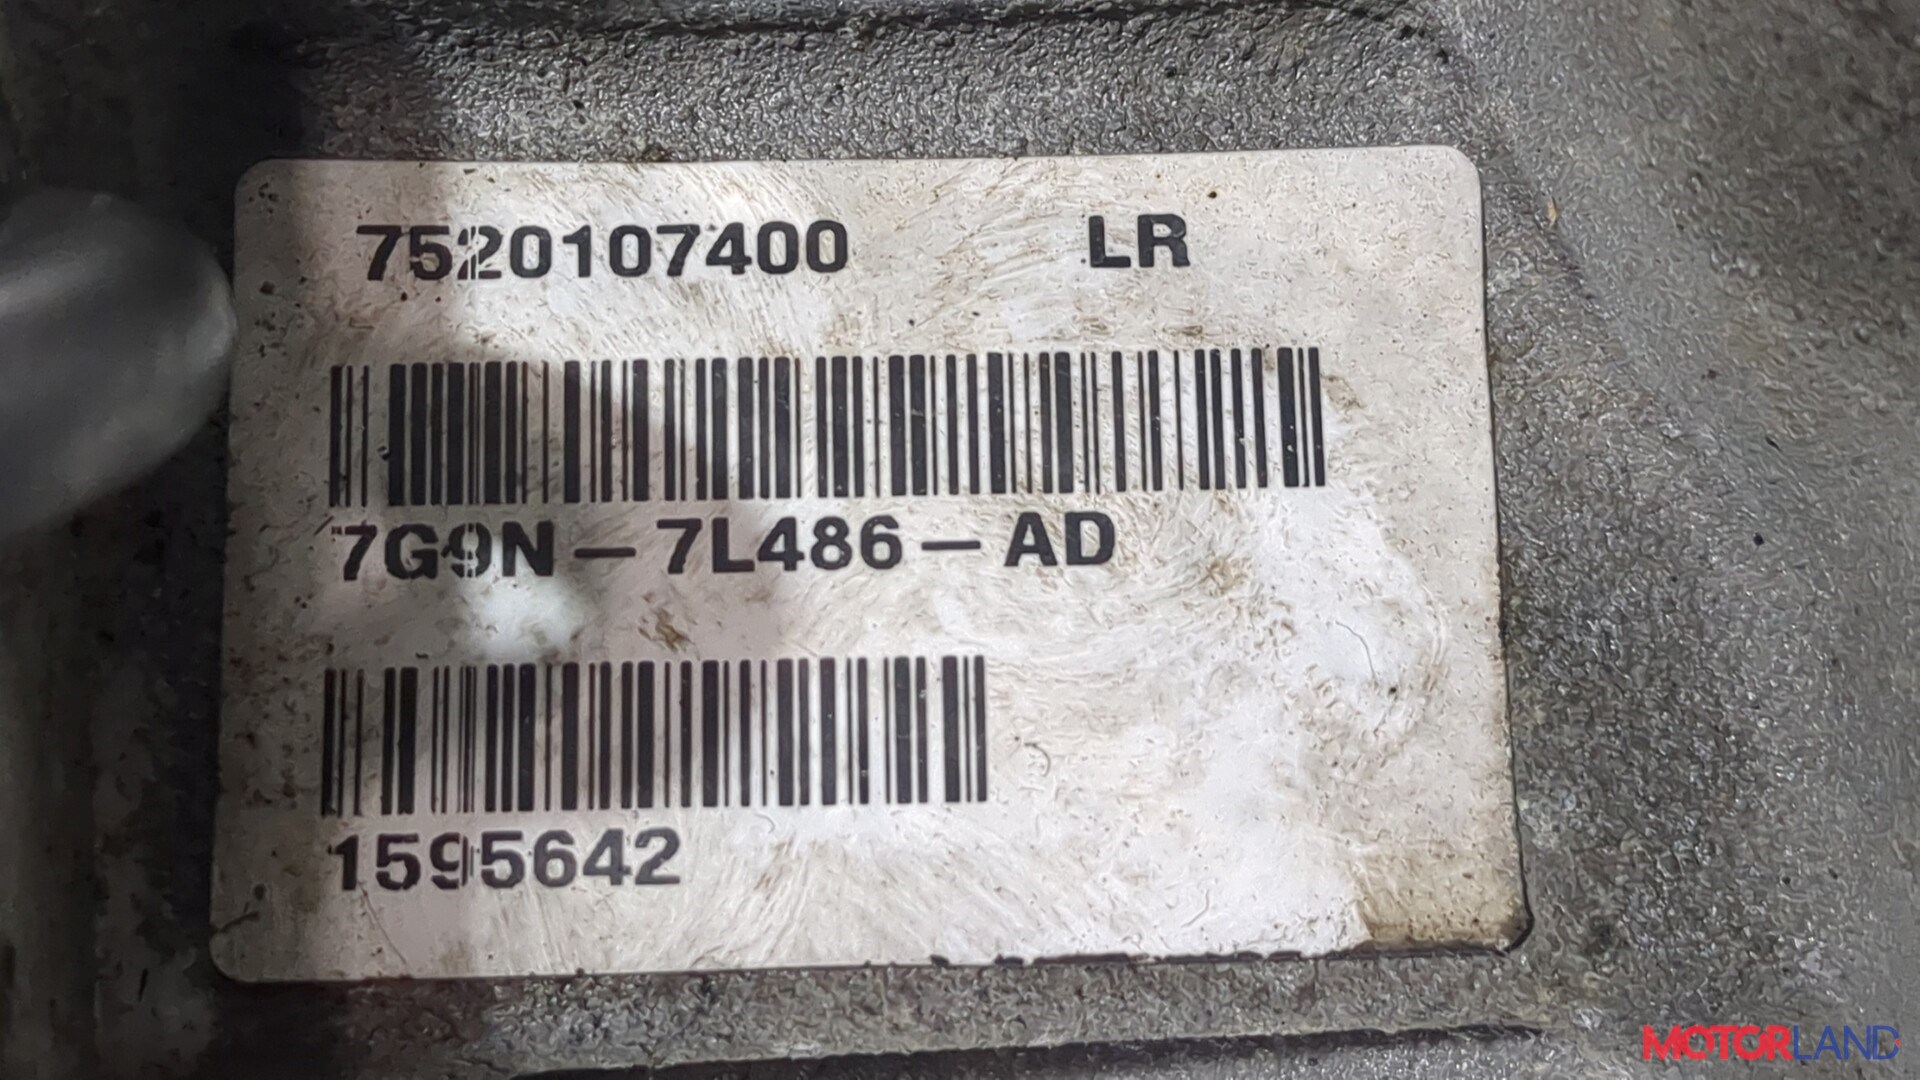 7520107400 LR
7G9N-7L486-AD
1595642
MOTORLAND